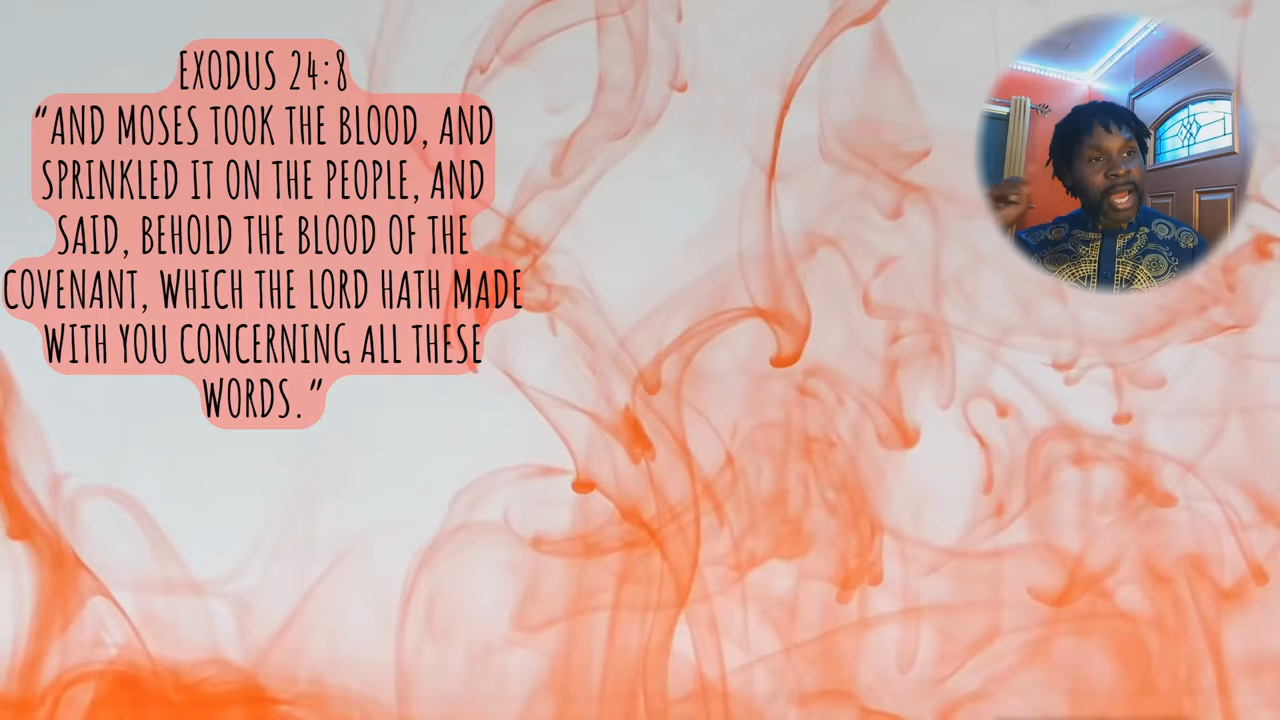 EXODUS 24:8
“AND MOSES TOOK THE BLOOD, AND
SPRINKLED IT ON THE PEOPLE, AND
SAID, BEHOLD THE BLOOD OF THE
COVENANT, WHICH THE LORD HATH MADE
WITH YOU CONCERNING ALL THESE
WORDS.”